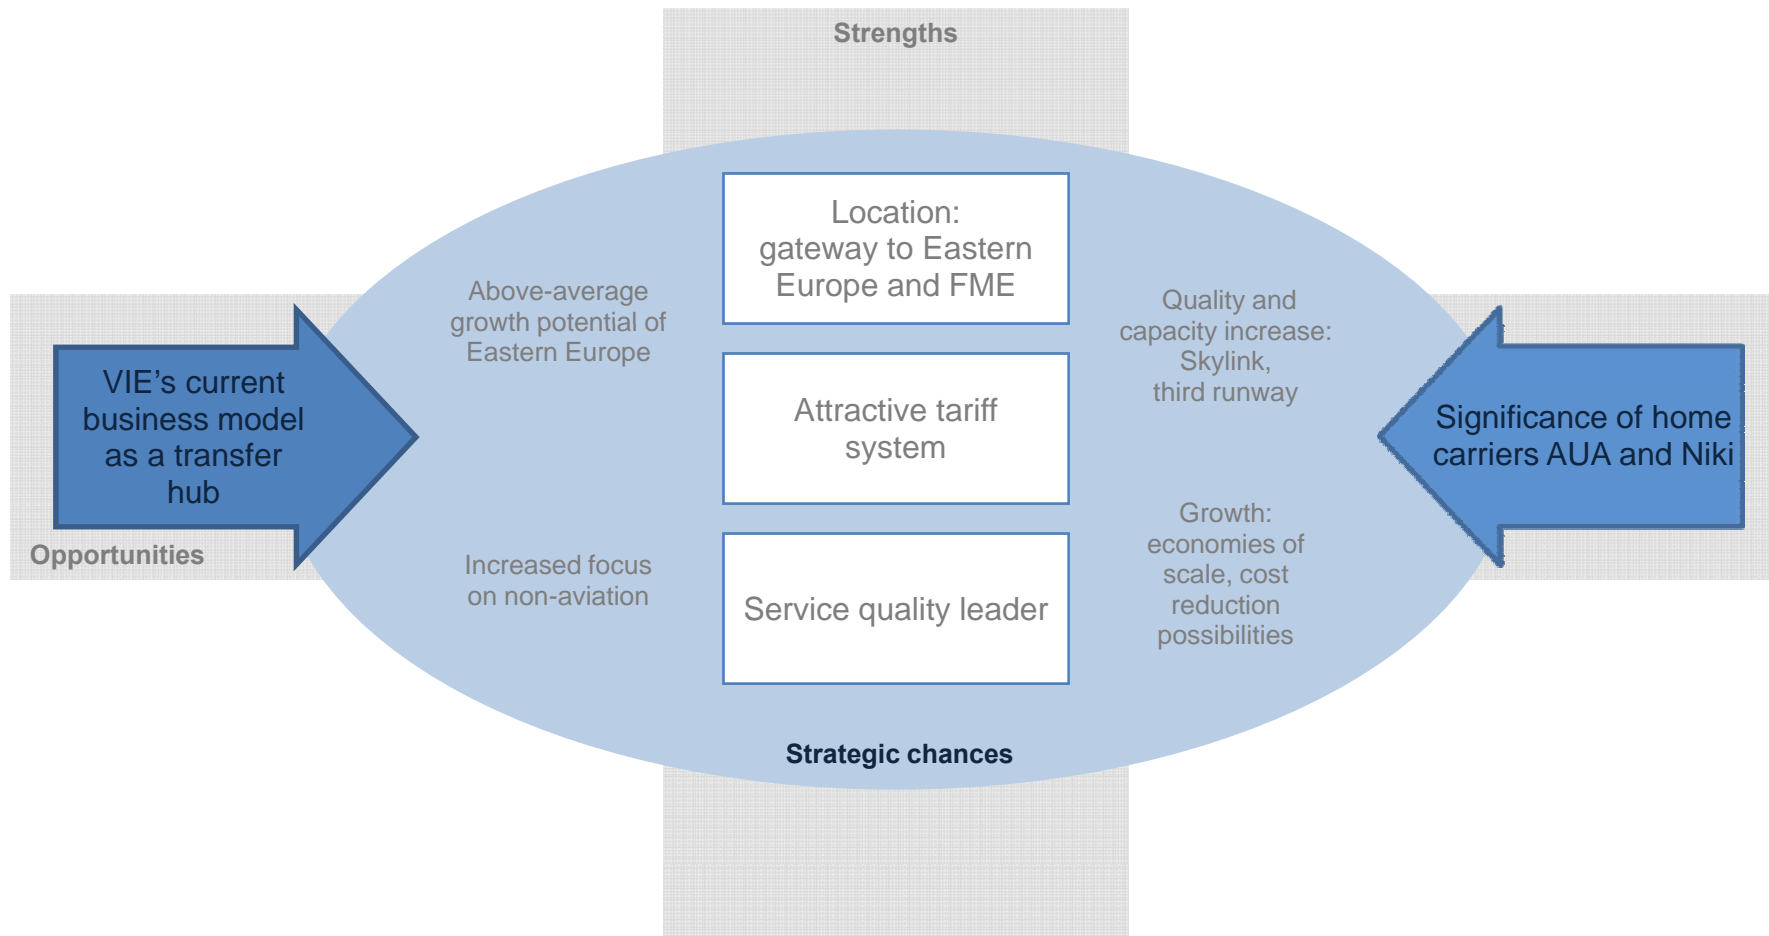 Strengths
Location:
gateway to Eastern
Europe and FME
Above-average
growth potential of
Eastern Europe
Quality and
capacity increase:
Skylink,
third runway
VIE’s current
business model
as a transfer
hub
Attractive tariff
system
Significance of home
carriers AUA and Niki
Opportunities
Increased focus
on non-aviation
Service quality leader
Growth:
economies of
scale, cost
reduction
possibilities
Strategic chances